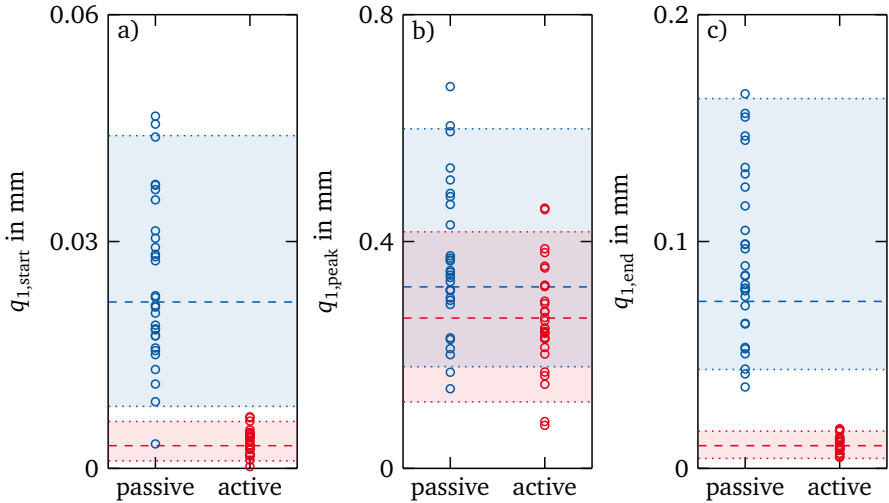 a)
0.06
0.03
0
q1,start in mm
passive active
b)
0.8
0.4
0
q1,peak in mm
passive active
c)
0.2
0.1
0
q1,end in mm
passive active